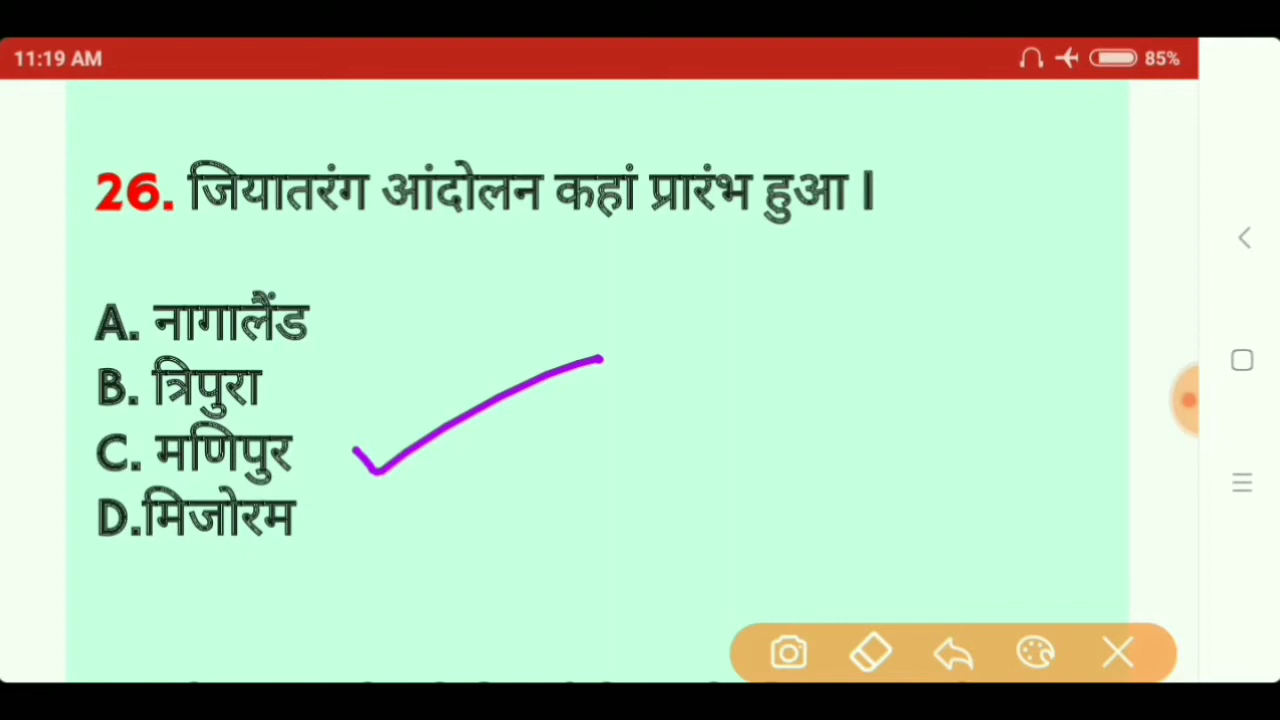 11:19 AM 85%
26. जियातरंग आंदोलन कहां प्रारंभ हुआ l
A. नागालैंड
B. त्रिपुरा
C. मणिपुर
D.मिजोरम